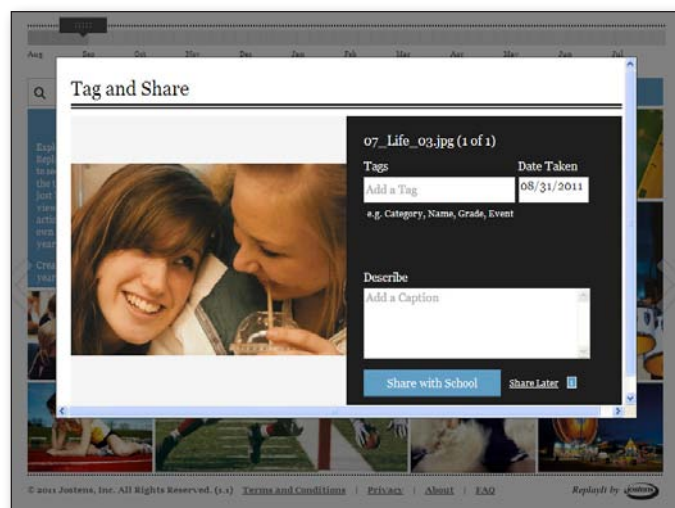 Aug Sep Oct Nov Dec Jan Feb Mar Apr May Jun Jul
Tag and Share
07_Life_03.jpg (1 of 1)
Tags Date Taken
Add a Tag 08/31/2011
e.g. Category, Name, Grade, Event
Describe
Add a Caption
Share with School Share Later
© 2011 Jostens, Inc. All Rights Reserved. (1.1) Terms and Conditions | Privacy | About | FAQ Replayit by Jostens